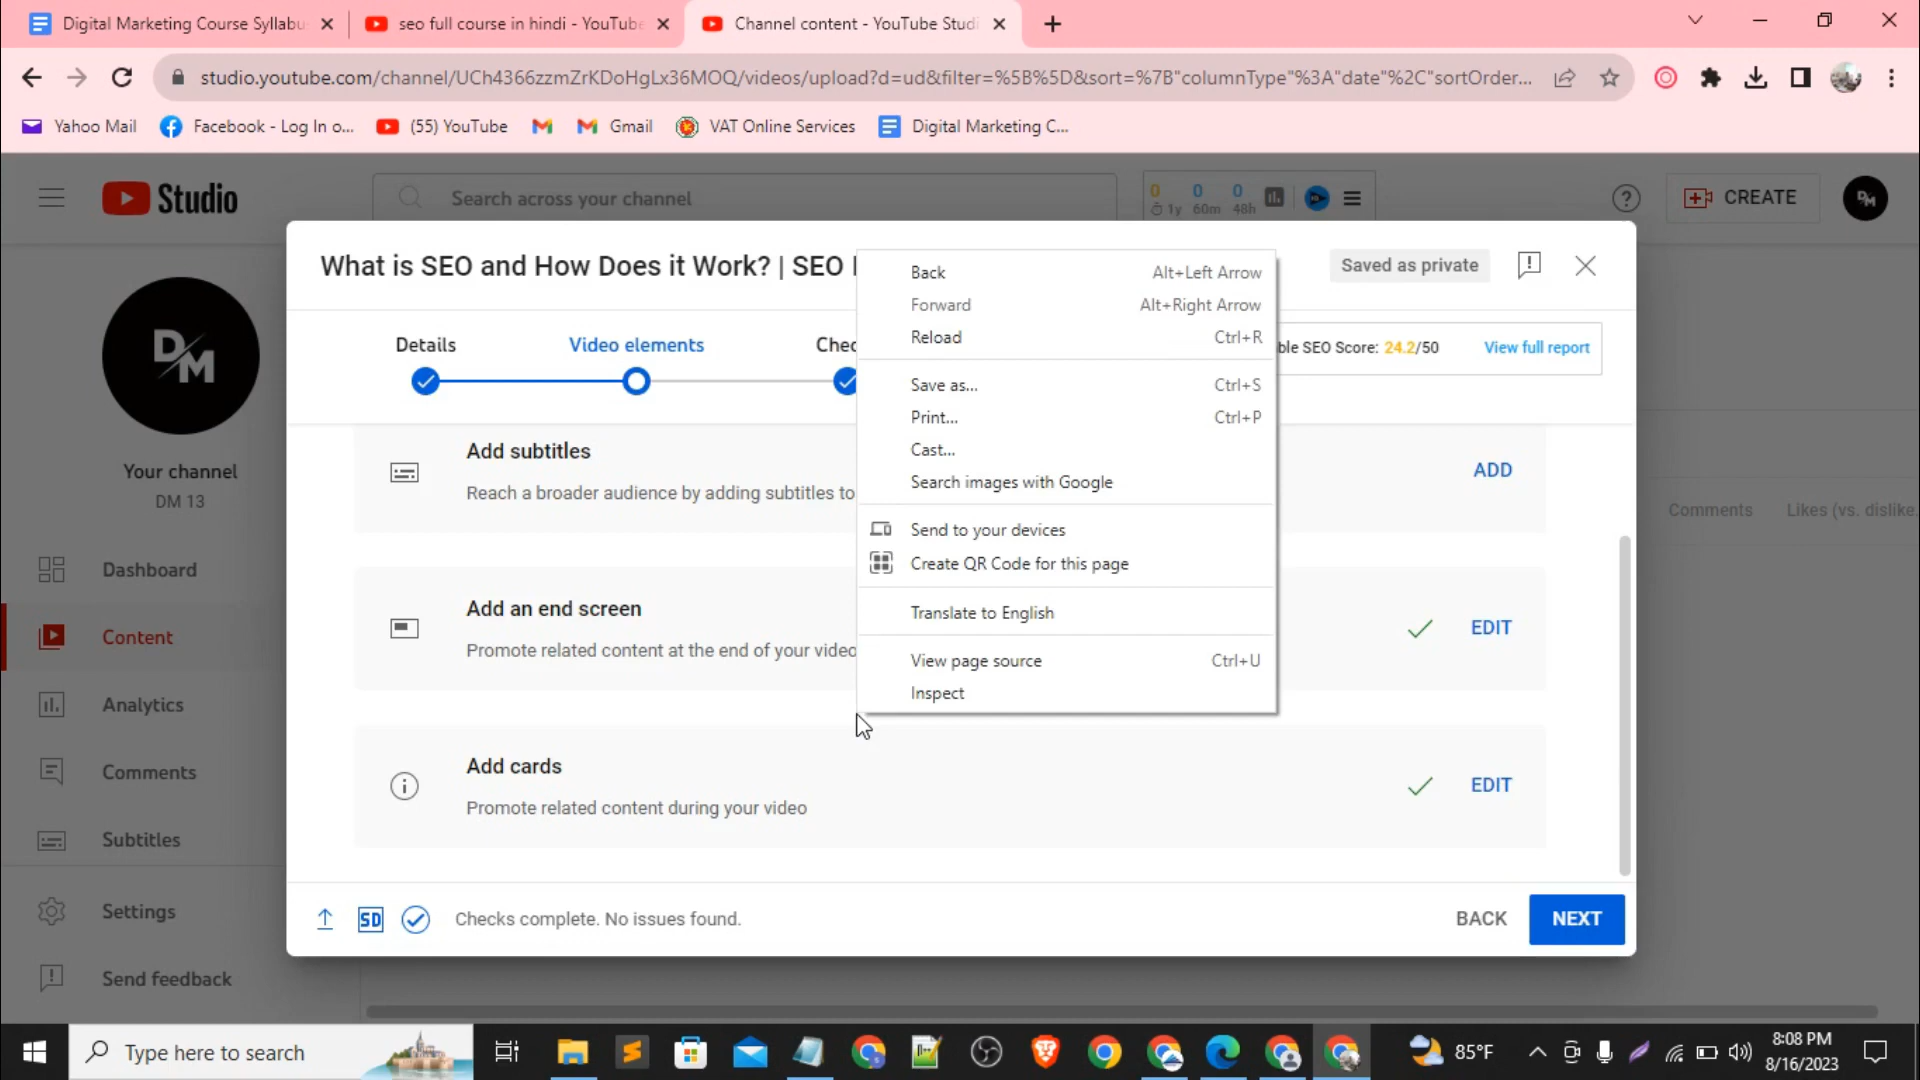 Digital Marketing Course Syllabu
seo full course in hindi - YouTube
Channel content - YouTube Studi
studio.youtube.com/channel/UCh4366zzmZrKDoHgLx36MOQ/videos/upload?d=ud&filter=%5B%5D&sort=%7B"columnType"%3A"date"%2C"sortOrder...
Yahoo Mail
Facebook - Log In o...
(55) YouTube
Gmail
VAT Online Services
Digital Marketing C...
Studio
Search across your channel
0 0 0
1y 60m 48h
CREATE
D/M
What is SEO and How Does it Work? | SEO
Saved as private
Details
Video elements
Chec
ble SEO Score: 24.2/50
View full report
Back Alt+Left Arrow
Forward Alt+Right Arrow
Reload Ctrl+R
Save as... Ctrl+S
Print... Ctrl+P
Cast...
Search images with Google
Send to your devices
Create QR Code for this page
Translate to English
View page source Ctrl+U
Inspect
D/M
Your channel
DM 13
Dashboard
Content
Analytics
Comments
Subtitles
Settings
Send feedback
Add subtitles
Reach a broader audience by adding subtitles to
ADD
Add an end screen
Promote related content at the end of your video
EDIT
Add cards
Promote related content during your video
EDIT
Comments
Likes (vs. dislike
SD
Checks complete. No issues found.
BACK
NEXT
Type here to search
85°F
8:08 PM
8/16/2023